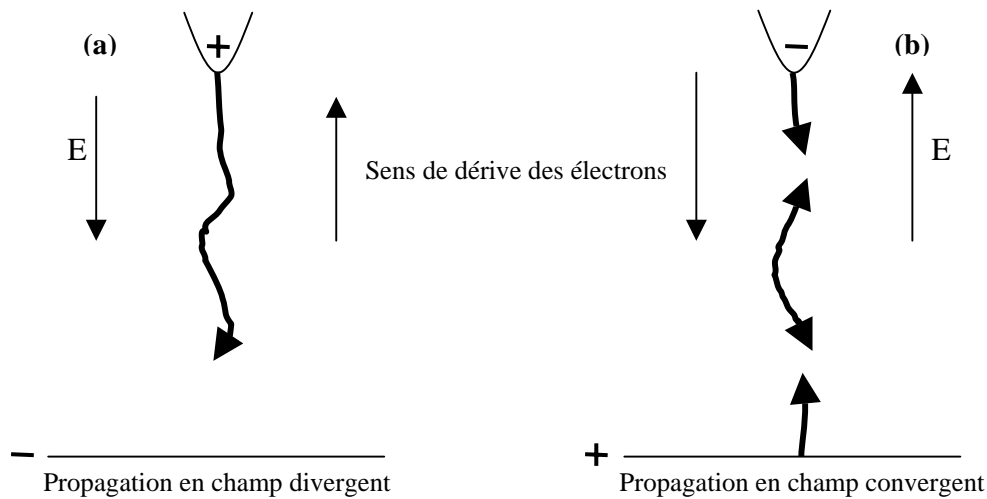 (a)
+
E
Sens de dérive des électrons
−
Propagation en champ divergent
−
(b)
E
+
Propagation en champ convergent